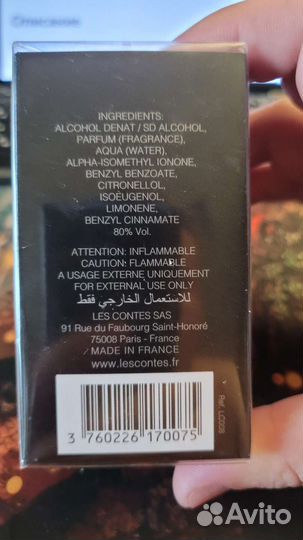 Описание
INGREDIENTS:
ALCOHOL DENAT / SD ALCOHOL,
PARFUM (FRAGRANCE),
AQUA (WATER),
ALPHA-ISOMETHYL IONONE,
BENZYL BENZOATE,
CITRONELLOL,
ISOEUGENOL,
LIMONENE,
BENZYL CINNAMATE
80% Vol.
ATTENTION: INFLAMMABLE
CAUTION: FLAMMABLE
A USAGE EXTERNE UNIQUEMENT
FOR EXTERNAL USE ONLY
للاستعمال الخارجي فقط
LES CONTES SAS
91 Rue du Faubourg Saint-Honoré
75008 Paris - France
MADE IN FRANCE
www.lescontes.fr
Ref. LC008
3 760226 170075
Avito